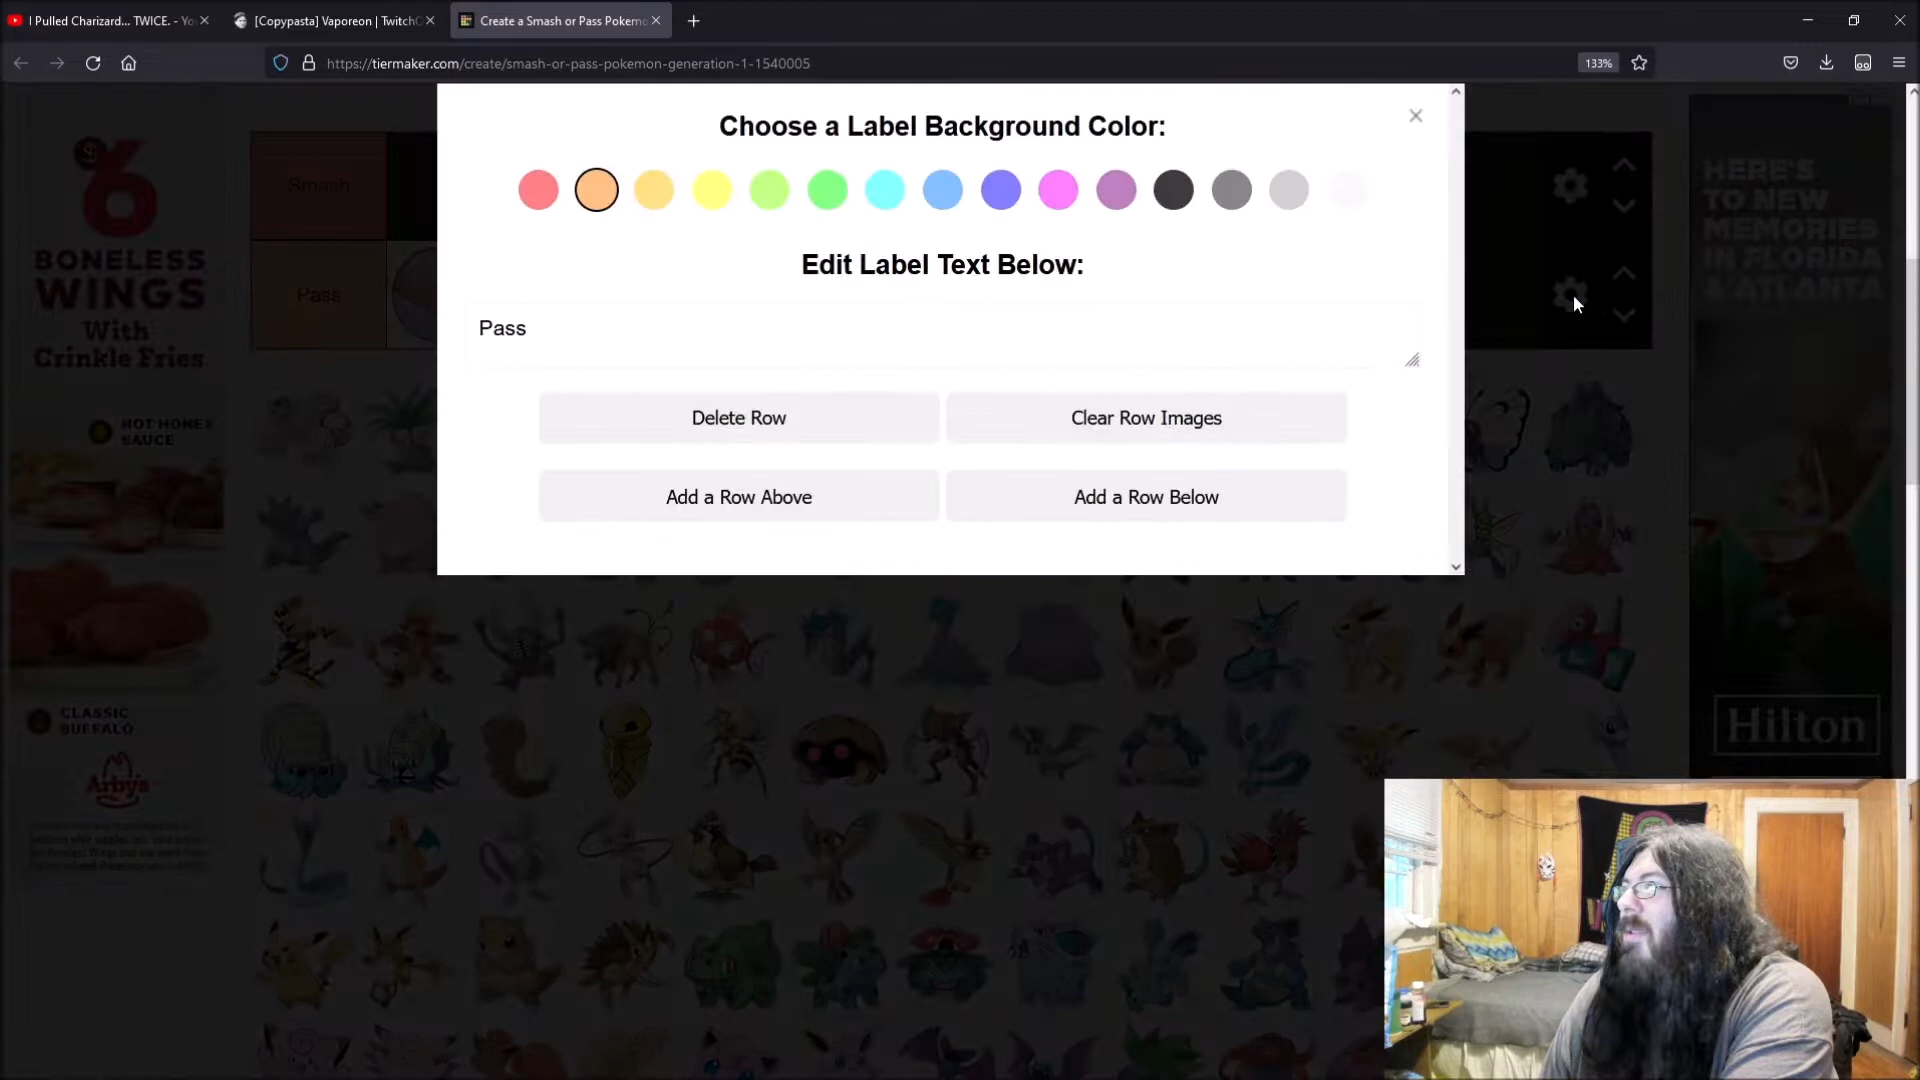 I Pulled Charizard... TWICE. - Yo
[Copypasta] Vaporeon | Twitch
Create a Smash or Pass Pokem
https://tiermaker.com/create/smash-or-pass-pokemon-generation-1-1540005
133%
Choose a Label Background Color:
Edit Label Text Below:
Pass
Delete Row
Clear Row Images
Add a Row Above
Add a Row Below
Smash
Pass
$6
BONELESS
WINGS
With
Crinkle Fries.
HOT HONEY
SAUCE
CLASSIC
BUFFALO
Arby's
HERE'S
TO NEW
MEMORIES
IN FLORIDA
& ATLANTA
Hilton